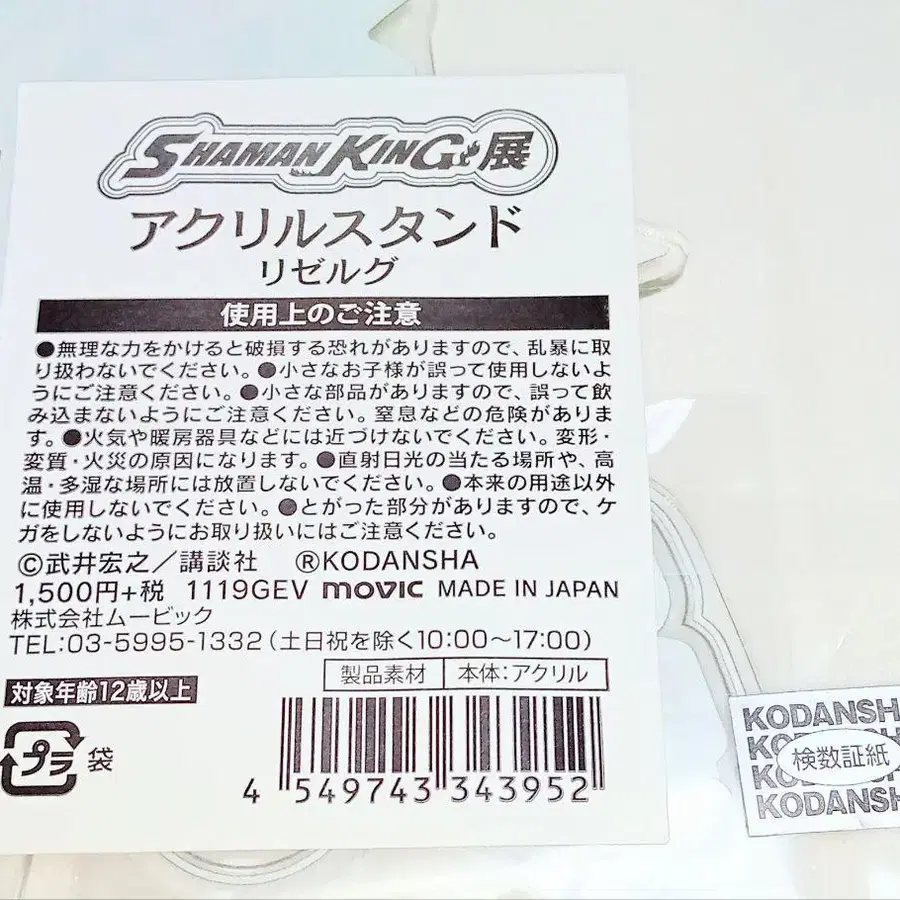 SHAMAN KING展
アクリルスタンド
リゼルグ
使用上のご注意
●無理な力をかけると破損する恐れがありますので、乱暴に取
り扱わないでください。●小さなお子様が誤って使用しないよ
うにご注意ください。●小さな部品がありますので、誤って飲
み込まないようにご注意ください。窒息などの危険がありま
す。●火気や暖房器具などには近づけないでください。変形・
変質・火災の原因になります。●直射日光の当たる場所や、高
温・多湿な場所には放置しないでください。●本来の用途以外
に使用しないでください。●とがった部分がありますので、ケ
ガをしないようにお取り扱いにはご注意ください。
©武井宏之／講談社 ®KODANSHA
1,500円+税 1119GEV movic MADE IN JAPAN
株式会社ムービック
TEL:03-5995-1332（土日祝を除く10:00〜17:00）
製品素材 本体:アクリル
対象年齢12歳以上
プラ 袋
4 549743 343952
KODANSH
検数証紙
KODANSH